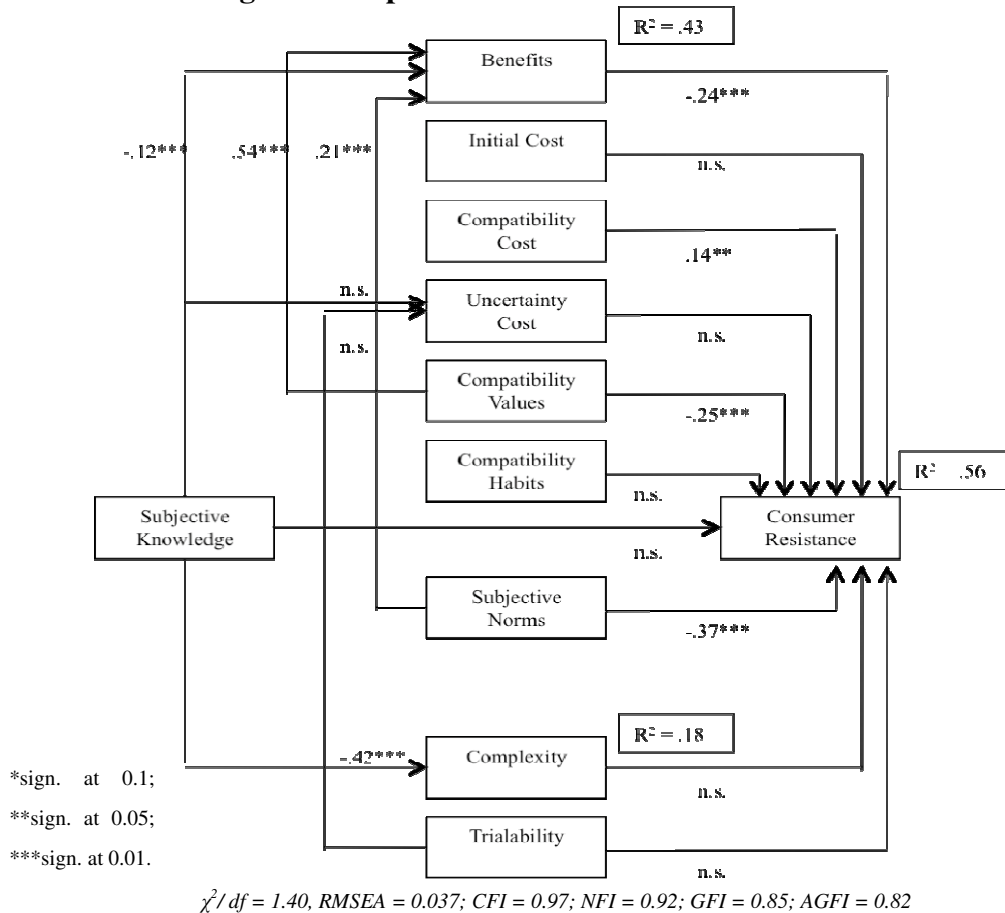 R² = .43
Benefits
-.24***
-.12***
.54***
.21***
Initial Cost
n.s.
Compatibility
Cost
.14**
n.s.
Uncertainty
Cost
n.s.
n.s.
Compatibility
Values
-.25***
Compatibility
Habits
n.s.
R² .56
Subjective
Knowledge
Consumer
Resistance
n.s.
Subjective
Norms
-.37***
R² = .18
-.42***
Complexity
n.s.
Trialability
n.s.
*sign. at 0.1;
**sign. at 0.05;
***sign. at 0.01.
χ²/ df = 1.40, RMSEA = 0.037; CFI = 0.97; NFI = 0.92; GFI = 0.85; AGFI = 0.82